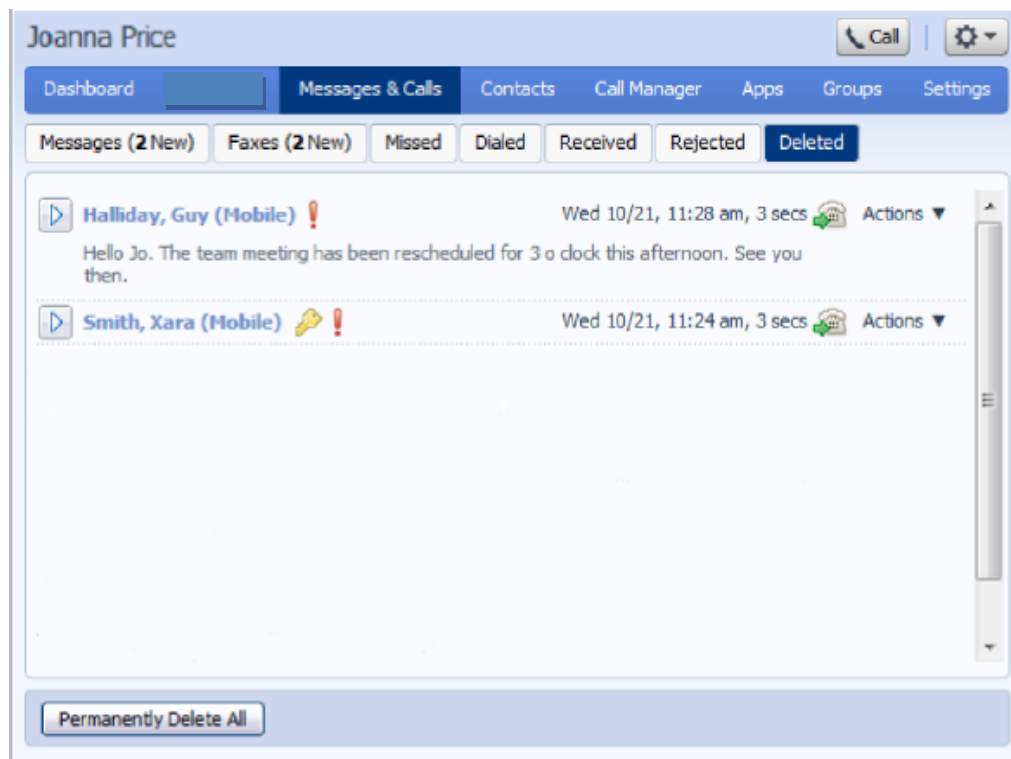 Joanna Price
Call
Dashboard Messages & Calls Contacts Call Manager Apps Groups Settings
Messages (2 New) Faxes (2 New) Missed Dialed Received Rejected Deleted
Halliday, Guy (Mobile) Wed 10/21, 11:28 am, 3 secs Actions ▼
Hello Jo. The team meeting has been rescheduled for 3 o clock this afternoon. See you
then.
Smith, Xara (Mobile) Wed 10/21, 11:24 am, 3 secs Actions ▼
Permanently Delete All